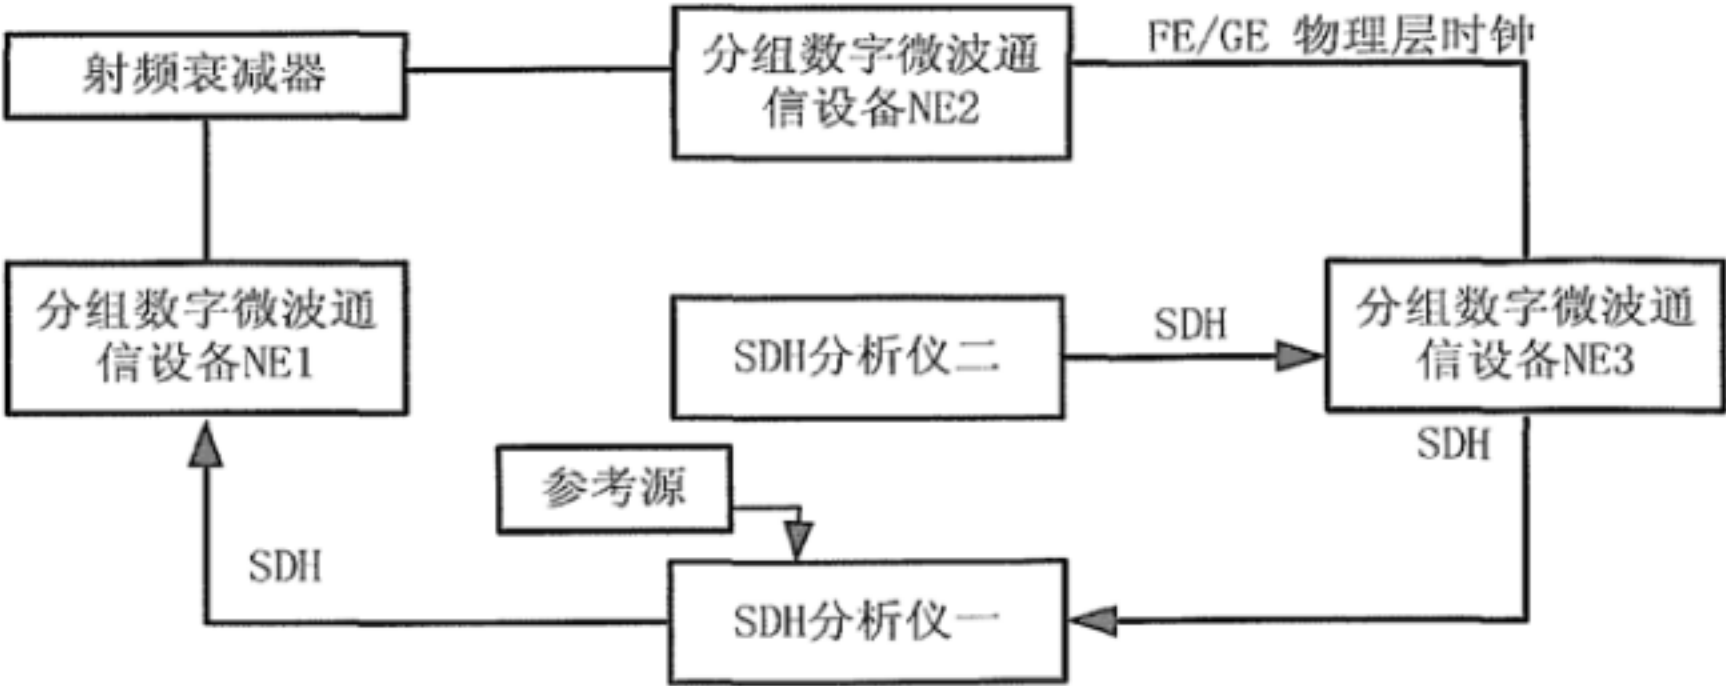 射频衰减器
分组数字微波通
信设备NE2
FE/GE 物理层时钟
分组数字微波通
信设备NE1
SDH分析仪二
SDH
分组数字微波通
信设备NE3
SDH
参考源
SDH
SDH分析仪一